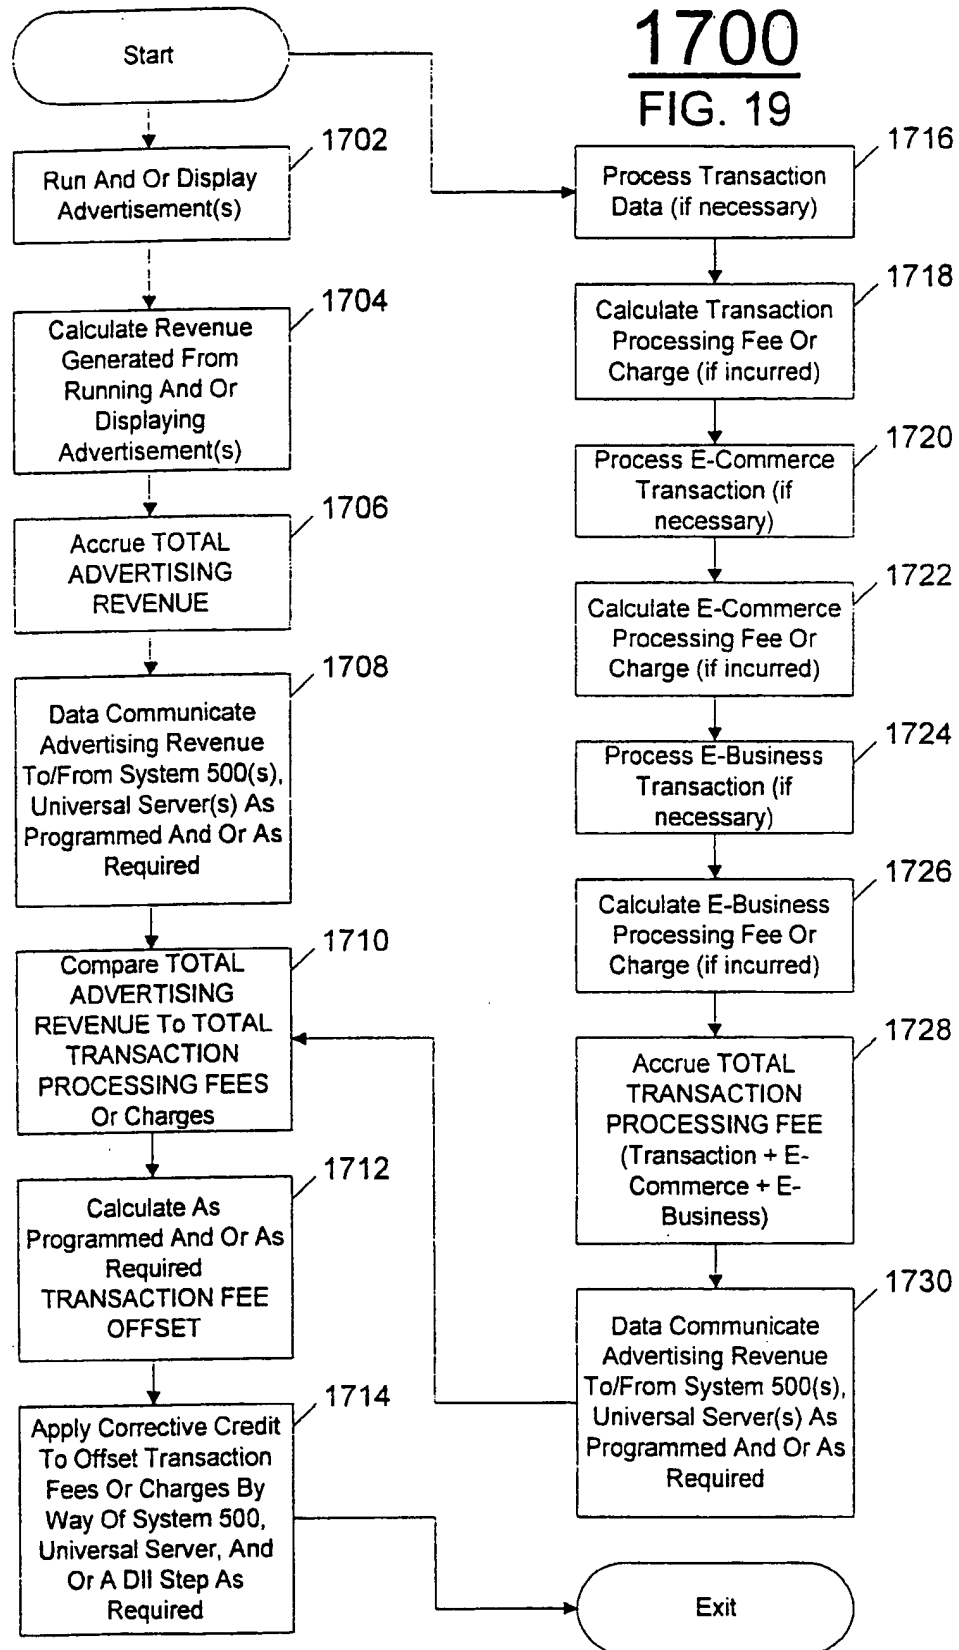 1700
FIG. 19
Start
1702
Run And Or Display
Advertisement(s)
1704
Calculate Revenue
Generated From
Running And Or
Displaying
Advertisement(s)
1706
Accrue TOTAL
ADVERTISING
REVENUE
1708
Data Communicate
Advertising Revenue
To/From System 500(s),
Universal Server(s) As
Programmed And Or As
Required
1710
Compare TOTAL
ADVERTISING
REVENUE To TOTAL
TRANSACTION
PROCESSING FEES
Or Charges
1712
Calculate As
Programmed And Or As
Required
TRANSACTION FEE
OFFSET
1714
Apply Corrective Credit
To Offset Transaction
Fees Or Charges By
Way Of System 500,
Universal Server, And
Or A DII Step As
Required
1716
Process Transaction
Data (if necessary)
1718
Calculate Transaction
Processing Fee Or
Charge (if incurred)
1720
Process E-Commerce
Transaction (if
necessary)
1722
Calculate E-Commerce
Processing Fee Or
Charge (if incurred)
1724
Process E-Business
Transaction (if
necessary)
1726
Calculate E-Business
Processing Fee Or
Charge (if incurred)
1728
Accrue TOTAL
TRANSACTION
PROCESSING FEE
(Transaction + E-
Commerce + E-
Business)
1730
Data Communicate
Advertising Revenue
To/From System 500(s),
Universal Server(s) As
Programmed And Or As
Required
Exit